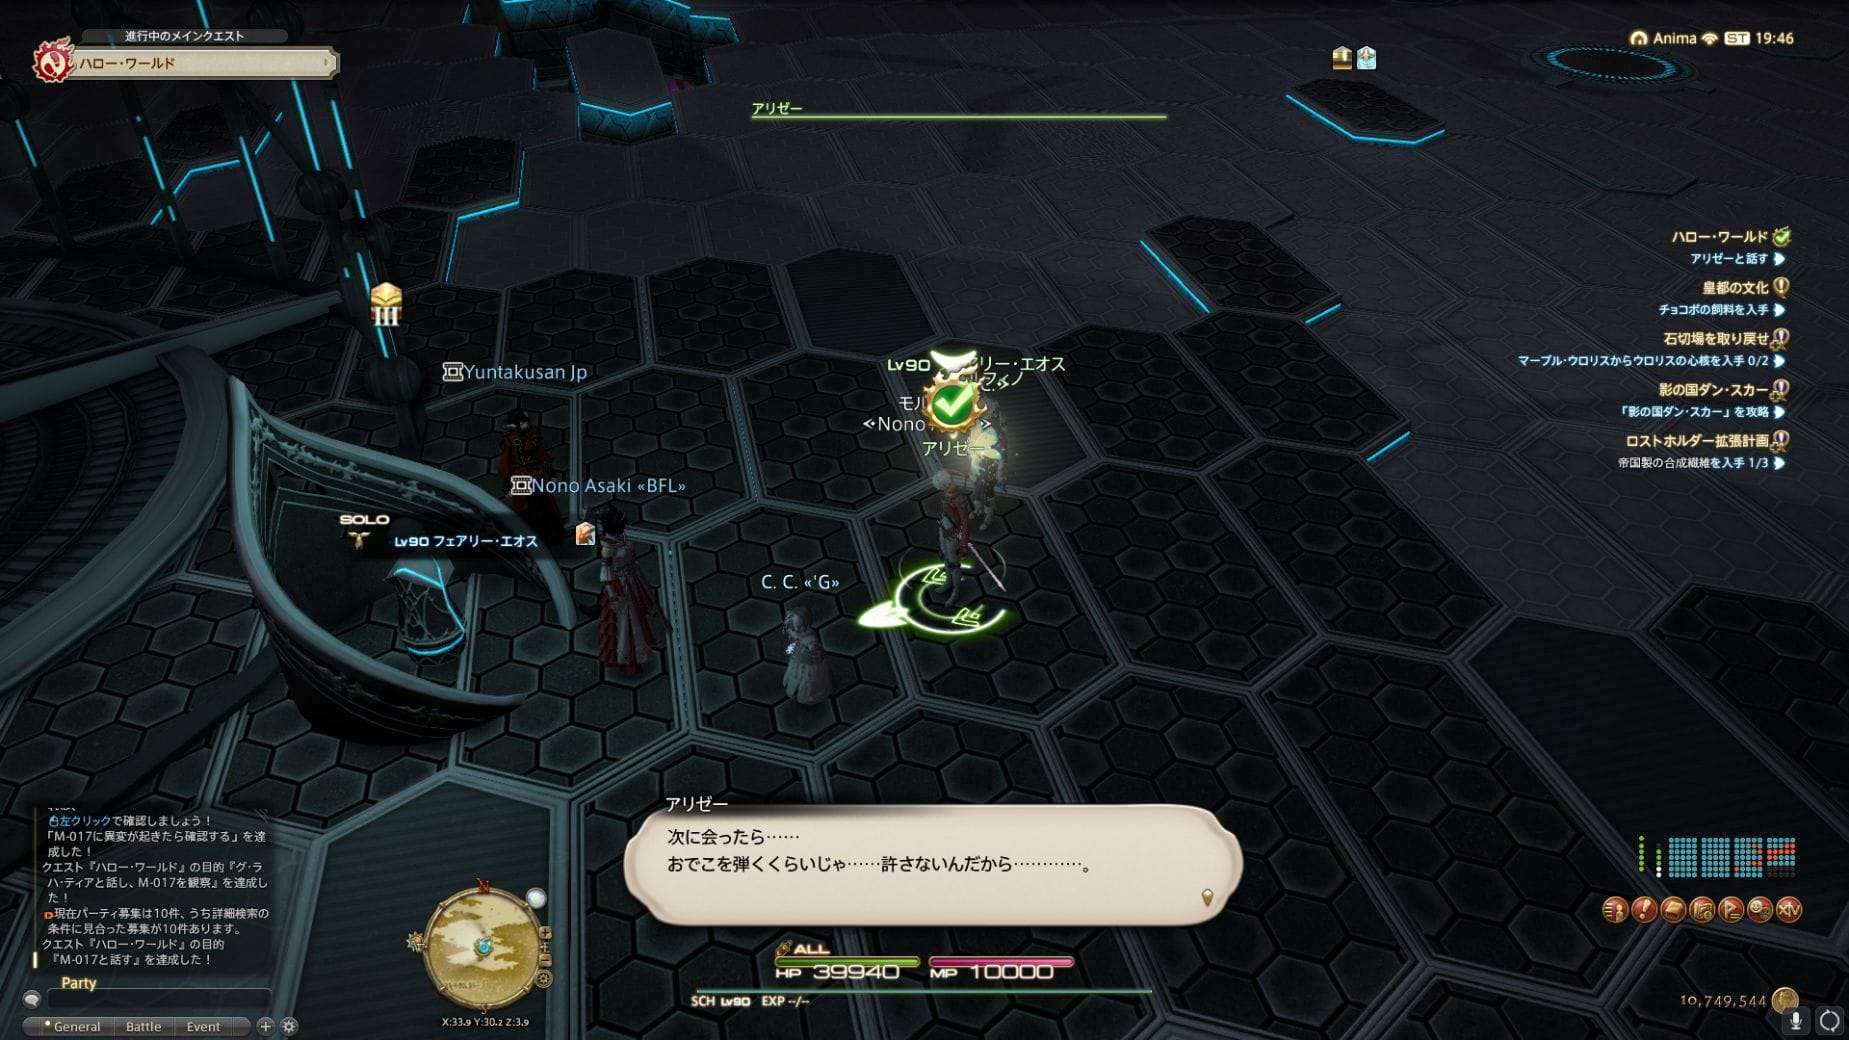 進行中のメインクエスト
ハロー・ワールド
アリゼー
Anima ST 19:46
ハロー・ワールド
アリゼーと話す
皇都の文化
チョコボの飼料を入手
石切場を取り戻せ
マーブル・ウロリスからウロリスの心核を入手 0/2
影の国ダン・スカー
「影の国ダン・スカー」を攻略
ロストホルダー拡張計画
帝国製の合成繊維を入手 1/3
III
Yuntakusan Jp
Lv90
リー・エオス
Nono
アリゼー
Nono Asaki «BFL»
SOLO
Lv90 フェアリー・エオス
C. C. «'G»
アリゼー
次に会ったら……
おでこを弾くくらいじゃ……許さないんだから…………。
左クリックで確認しましょう！
「M-017に異変が起きたら確認する」を達
成した！
クエスト『ハロー・ワールド』の目的『グ・ラ
ハ・ティアと話し、M-017を観察』を達成し
た！
現在パーティ募集は10件、うち詳細検索の
条件に見合った募集が10件あります。
クエスト『ハロー・ワールド』の目的
『M-017と話す』を達成した！
Party
General Battle Event
N
X:33.9 Y:30.2 Z:3.9
ALL
HP 39940 MP 10000
SCH Lv90 EXP --/--
XIV
10,749,544